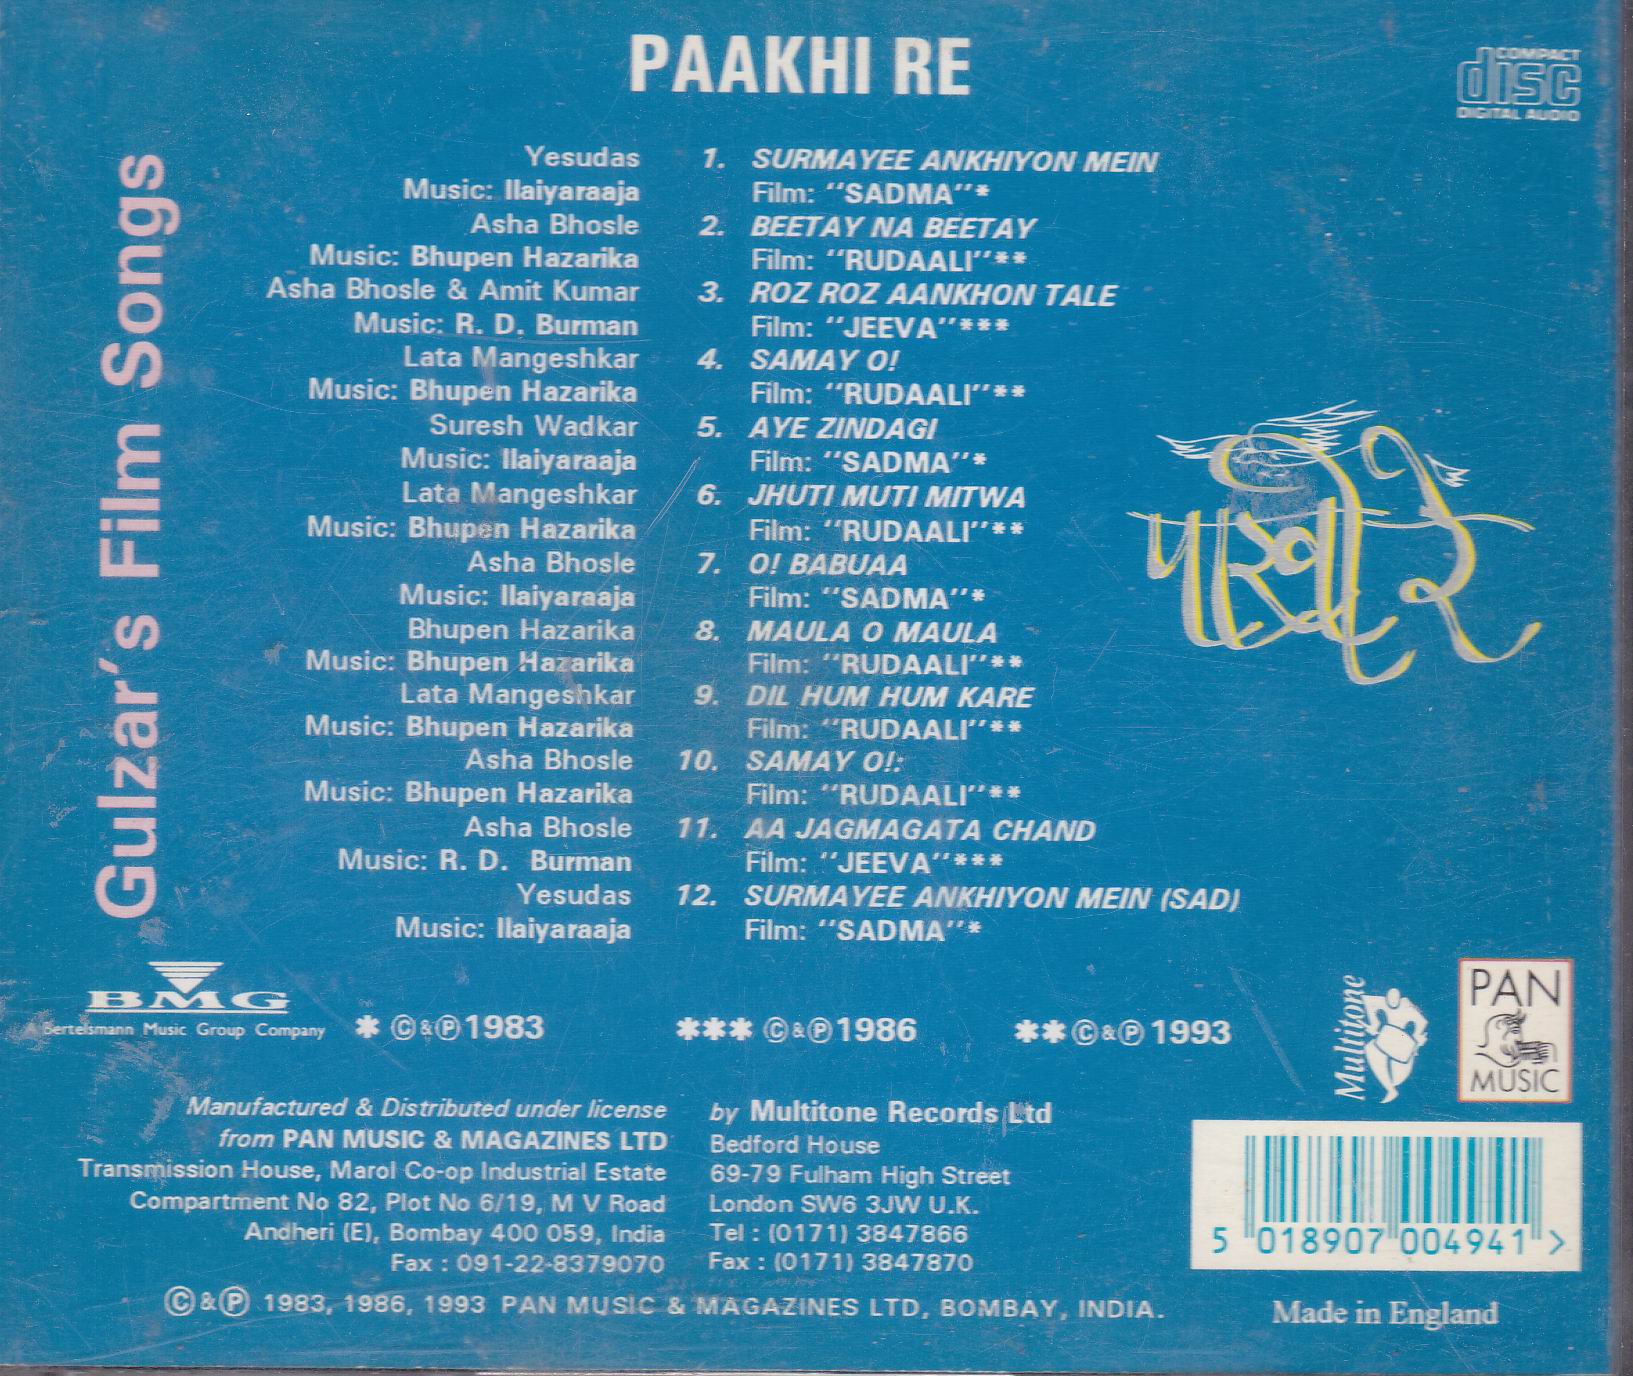 PAAKHI RE
COMPACT
disc
DIGITAL AUDIO
Gulzar's Film Songs
Yesudas 1. SURMAYEE ANKHIYON MEIN
Music: Ilaiyaraaja Film: "SADMA"*
Asha Bhosle 2. BEETAY NA BEETAY
Music: Bhupen Hazarika Film: "RUDAALI"**
Asha Bhosle & Amit Kumar 3. ROZ ROZ AANKHON TALE
Music: R. D. Burman Film: "JEEVA"***
Lata Mangeshkar 4. SAMAY O!
Music: Bhupen Hazarika Film: "RUDAALI"**
Suresh Wadkar 5. AYE ZINDAGI
Music: Ilaiyaraaja Film: "SADMA"*
Lata Mangeshkar 6. JHUTI MUTI MITWA
Music: Bhupen Hazarika Film: "RUDAALI"**
Asha Bhosle 7. O! BABUAA
Music: Ilaiyaraaja Film: "SADMA"*
Bhupen Hazarika 8. MAULA O MAULA
Music: Bhupen Hazarika Film: "RUDAALI"**
Lata Mangeshkar 9. DIL HUM HUM KARE
Music: Bhupen Hazarika Film: "RUDAALI"**
Asha Bhosle 10. SAMAY O!:
Music: Bhupen Hazarika Film: "RUDAALI"**
Asha Bhosle 11. AA JAGMAGATA CHAND
Music: R. D. Burman Film: "JEEVA"***
Yesudas 12. SURMAYEE ANKHIYON MEIN (SAD)
Music: Ilaiyaraaja Film: "SADMA"*
पाखी रे
BMG
A Bertelsmann Music Group Company
* ©&℗ 1983 *** ©&℗ 1986 ** ©&℗ 1993
Multitone
PAN
MUSIC
Manufactured & Distributed under license
from PAN MUSIC & MAGAZINES LTD
Transmission House, Marol Co-op Industrial Estate
Compartment No 82, Plot No 6/19, M V Road
Andheri (E), Bombay 400 059, India
Fax : 091-22-8379070
by Multitone Records Ltd
Bedford House
69-79 Fulham High Street
London SW6 3JW U.K.
Tel : (0171) 3847866
Fax : (0171) 3847870
5 018907 004941 >
©&℗ 1983, 1986, 1993 PAN MUSIC & MAGAZINES LTD, BOMBAY, INDIA.
Made in England